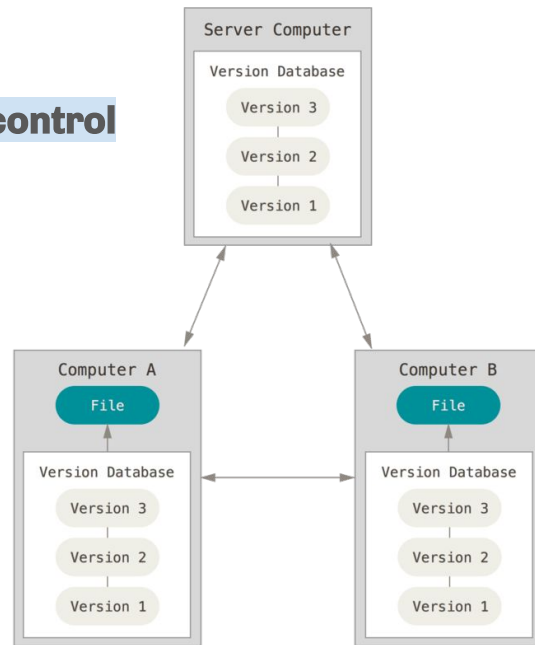 control
Server Computer
Version Database
Version 3
Version 2
Version 1
Computer A
File
Version Database
Version 3
Version 2
Version 1
Computer B
File
Version Database
Version 3
Version 2
Version 1